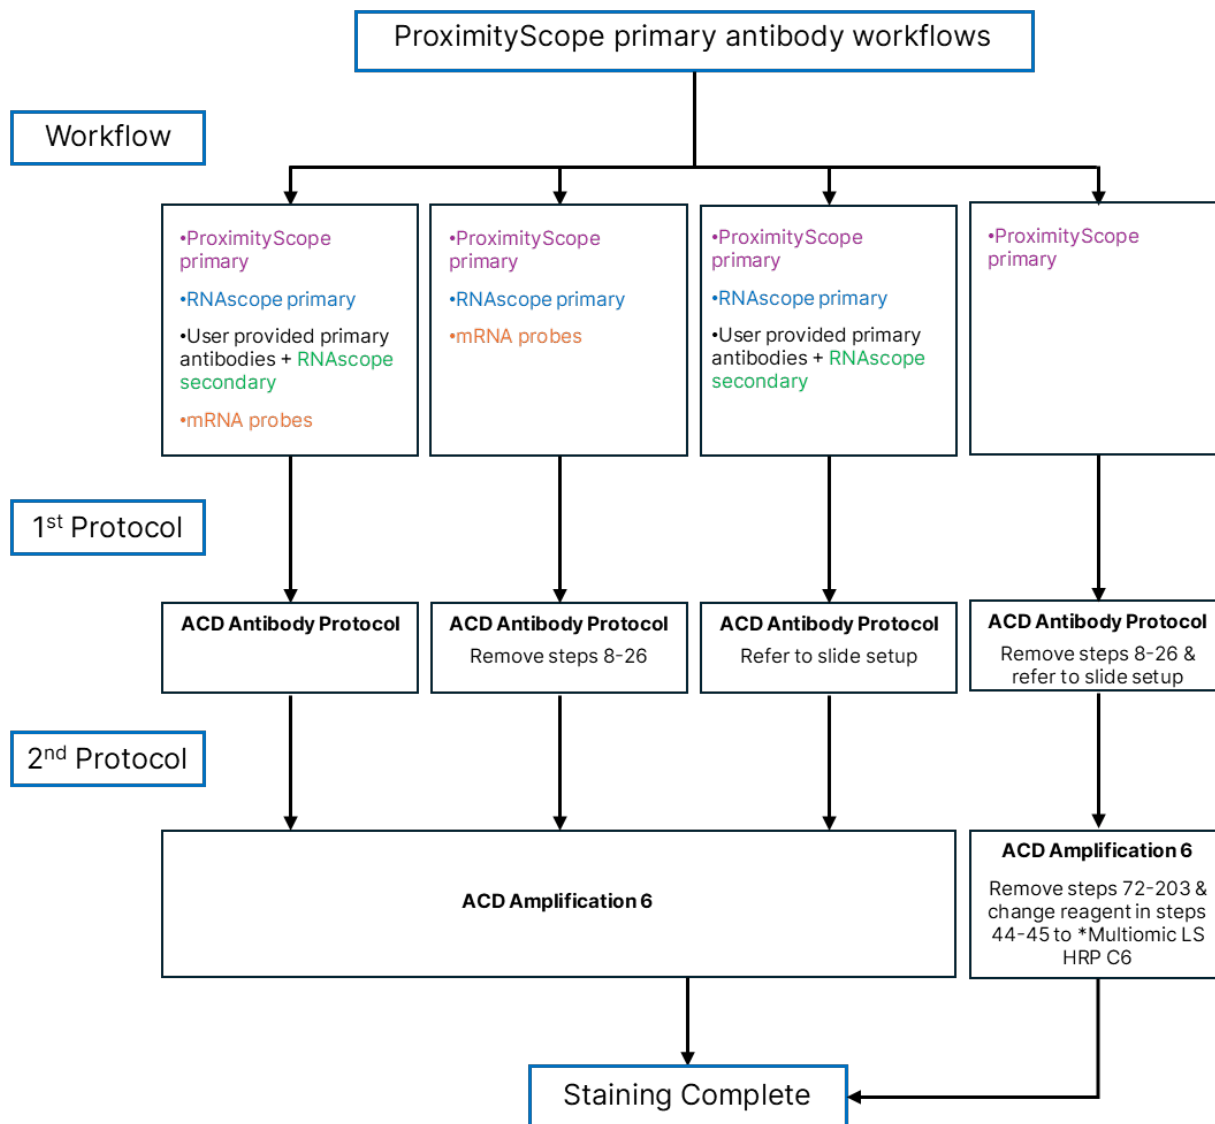 ProximityScope primary antibody workflows
Workflow
•ProximityScope
primary
•RNAscope primary
•User provided primary
antibodies + RNAscope
secondary
•mRNA probes
•ProximityScope
primary
•RNAscope primary
•mRNA probes
•ProximityScope
primary
•RNAscope primary
•User provided primary
antibodies + RNAscope
secondary
•ProximityScope
primary
1st Protocol
ACD Antibody Protocol
ACD Antibody Protocol
Remove steps 8-26
ACD Antibody Protocol
Refer to slide setup
ACD Antibody Protocol
Remove steps 8-26 &
refer to slide setup
2nd Protocol
ACD Amplification 6
ACD Amplification 6
Remove steps 72-203 &
change reagent in steps
44-45 to *Multiomic LS
HRP C6
Staining Complete